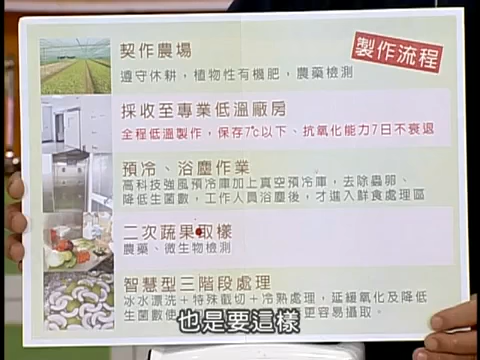 製作流程
契作農場
遵守休耕，植物性有機肥，農藥檢測
採收至專業低溫廠房
全程低溫製作，保存7℃以下、抗氧化能力7日不衰退
預冷、浴塵作業
高科技強風預冷庫加上真空預冷庫，去除蟲卵、
降低生菌數，工作人員浴塵後，才進入鮮食處理區
二次蔬果取樣
農藥、微生物檢測
智慧型三階段處理
冰水漂洗＋特殊截切＋冷熱處理，延緩氧化及降低
生菌數使 更容易攝取。
也是要這樣